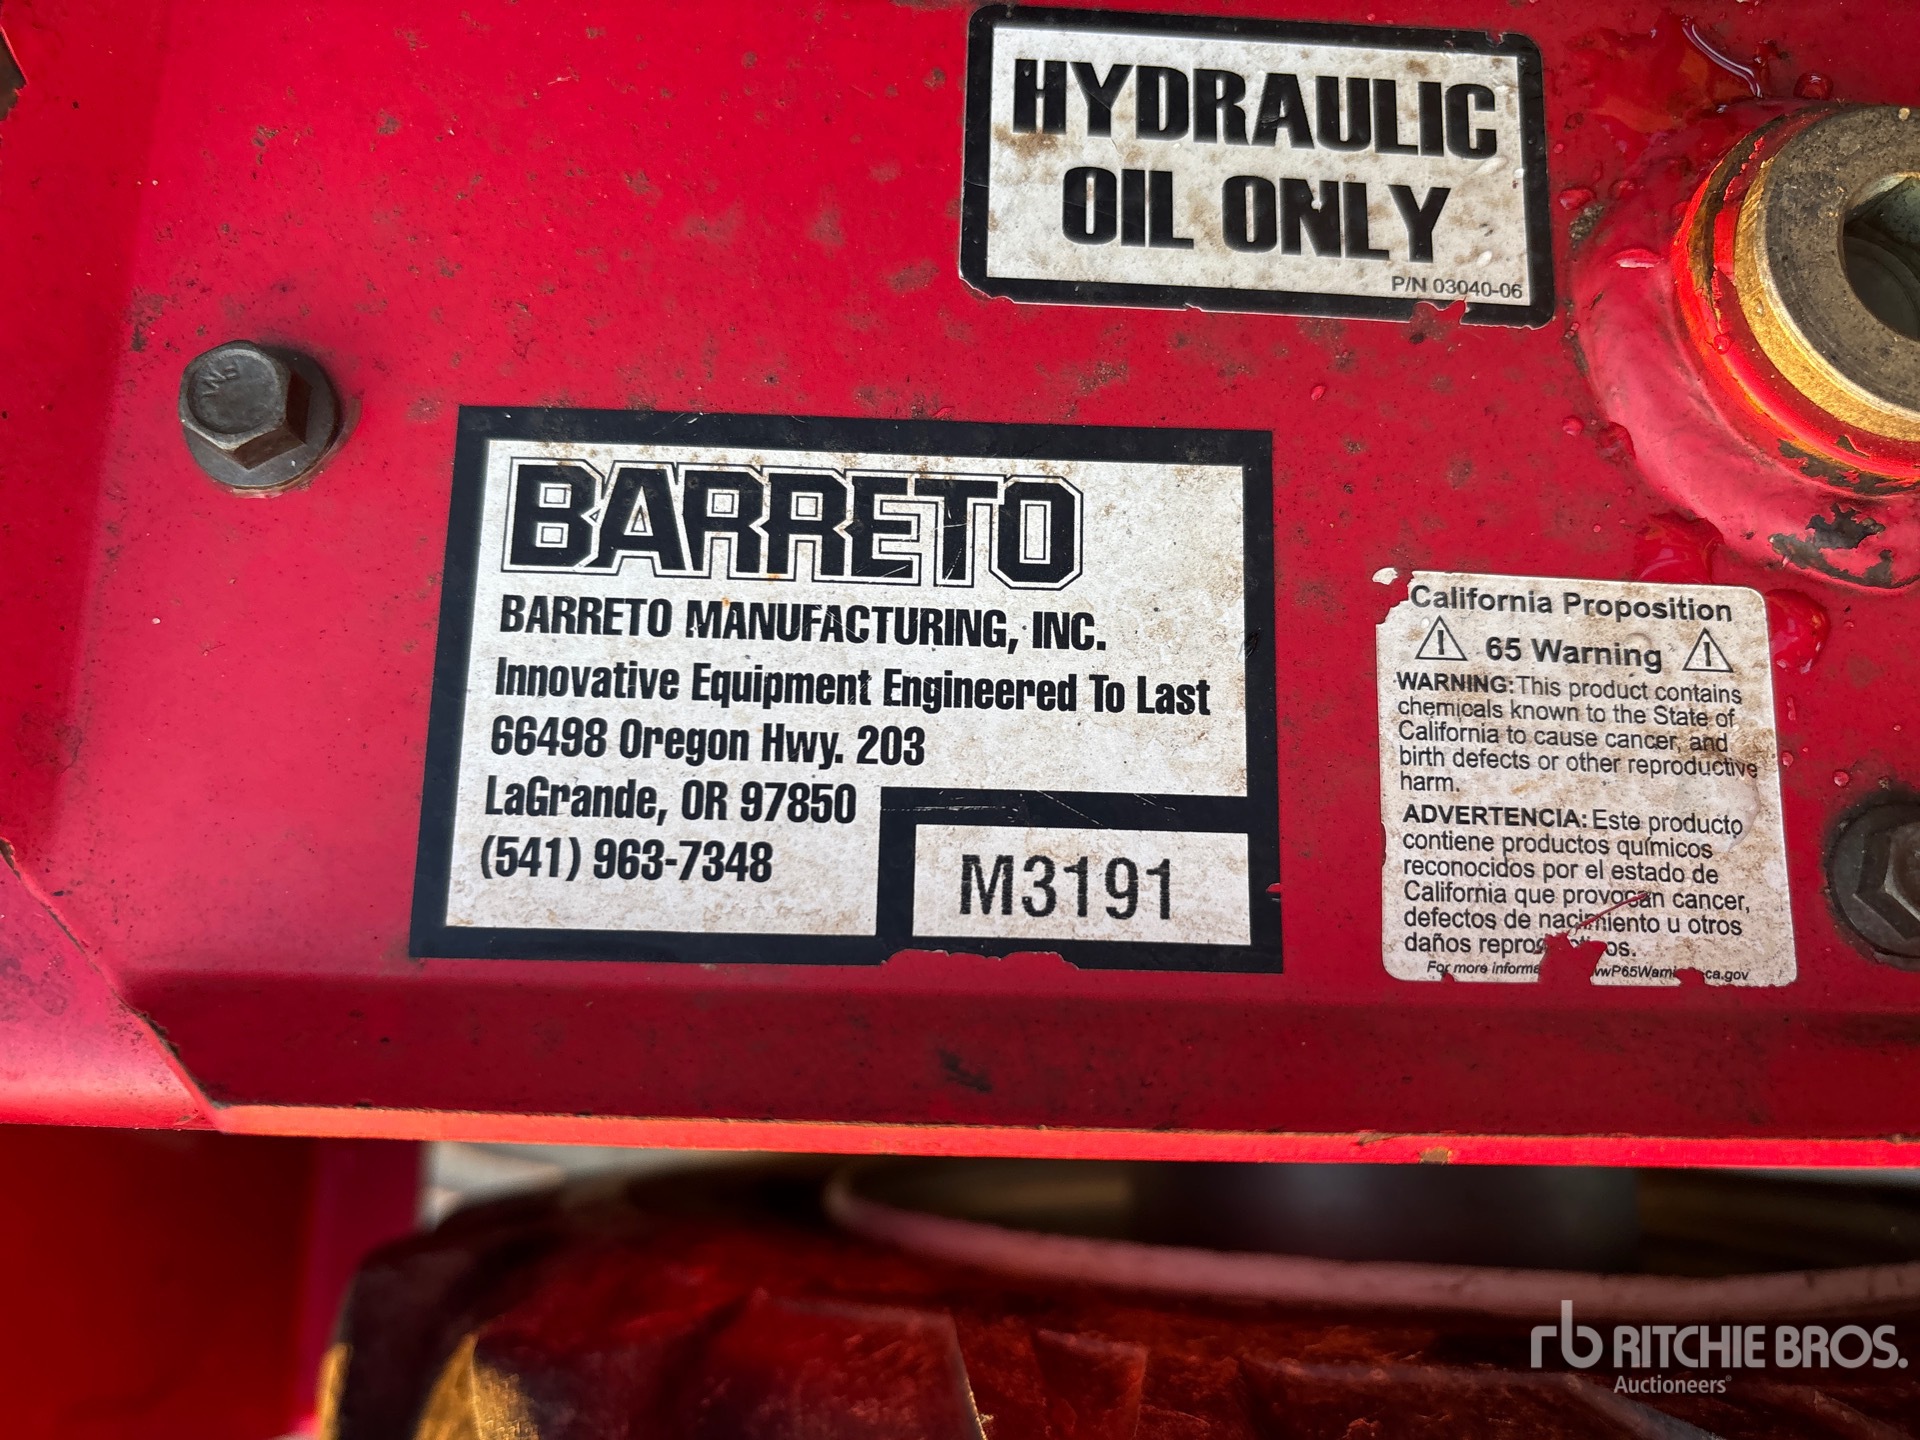 HYDRAULIC
OIL ONLY
P/N 03040-06
BARRETO
BARRETO MANUFACTURING, INC.
Innovative Equipment Engineered To Last
66498 Oregon Hwy. 203
LaGrande, OR 97850
(541) 963-7348
M3191
California Proposition
65 Warning
WARNING: This product contains
chemicals known to the State of
California to cause cancer, and
birth defects or other reproductive
harm.
ADVERTENCIA: Este producto
contiene productos químicos
reconocidos por el estado de
California que provocan cancer,
defectos de nacimiento u otros
daños
For more
rb RITCHIE BROS.
Auctioneers